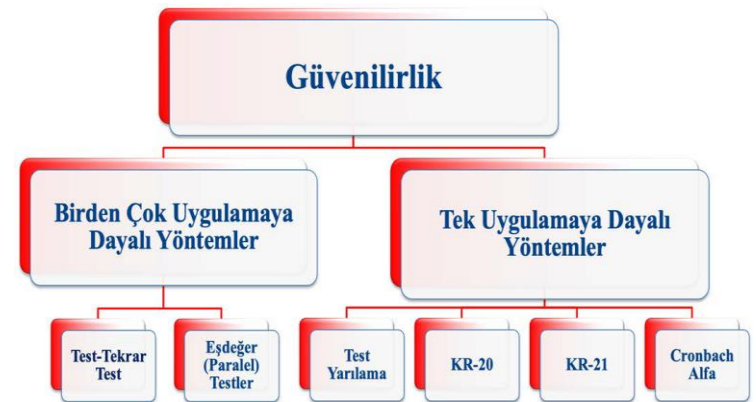 Güvenilirlik
Birden Çok Uygulamaya
Dayalı Yöntemler
Tek Uygulamaya Dayalı
Yöntemler
Test-Tekrar
Test
Eşdeğer
(Paralel)
Testler
Test
Yarılama
KR-20
KR-21
Cronbach
Alfa